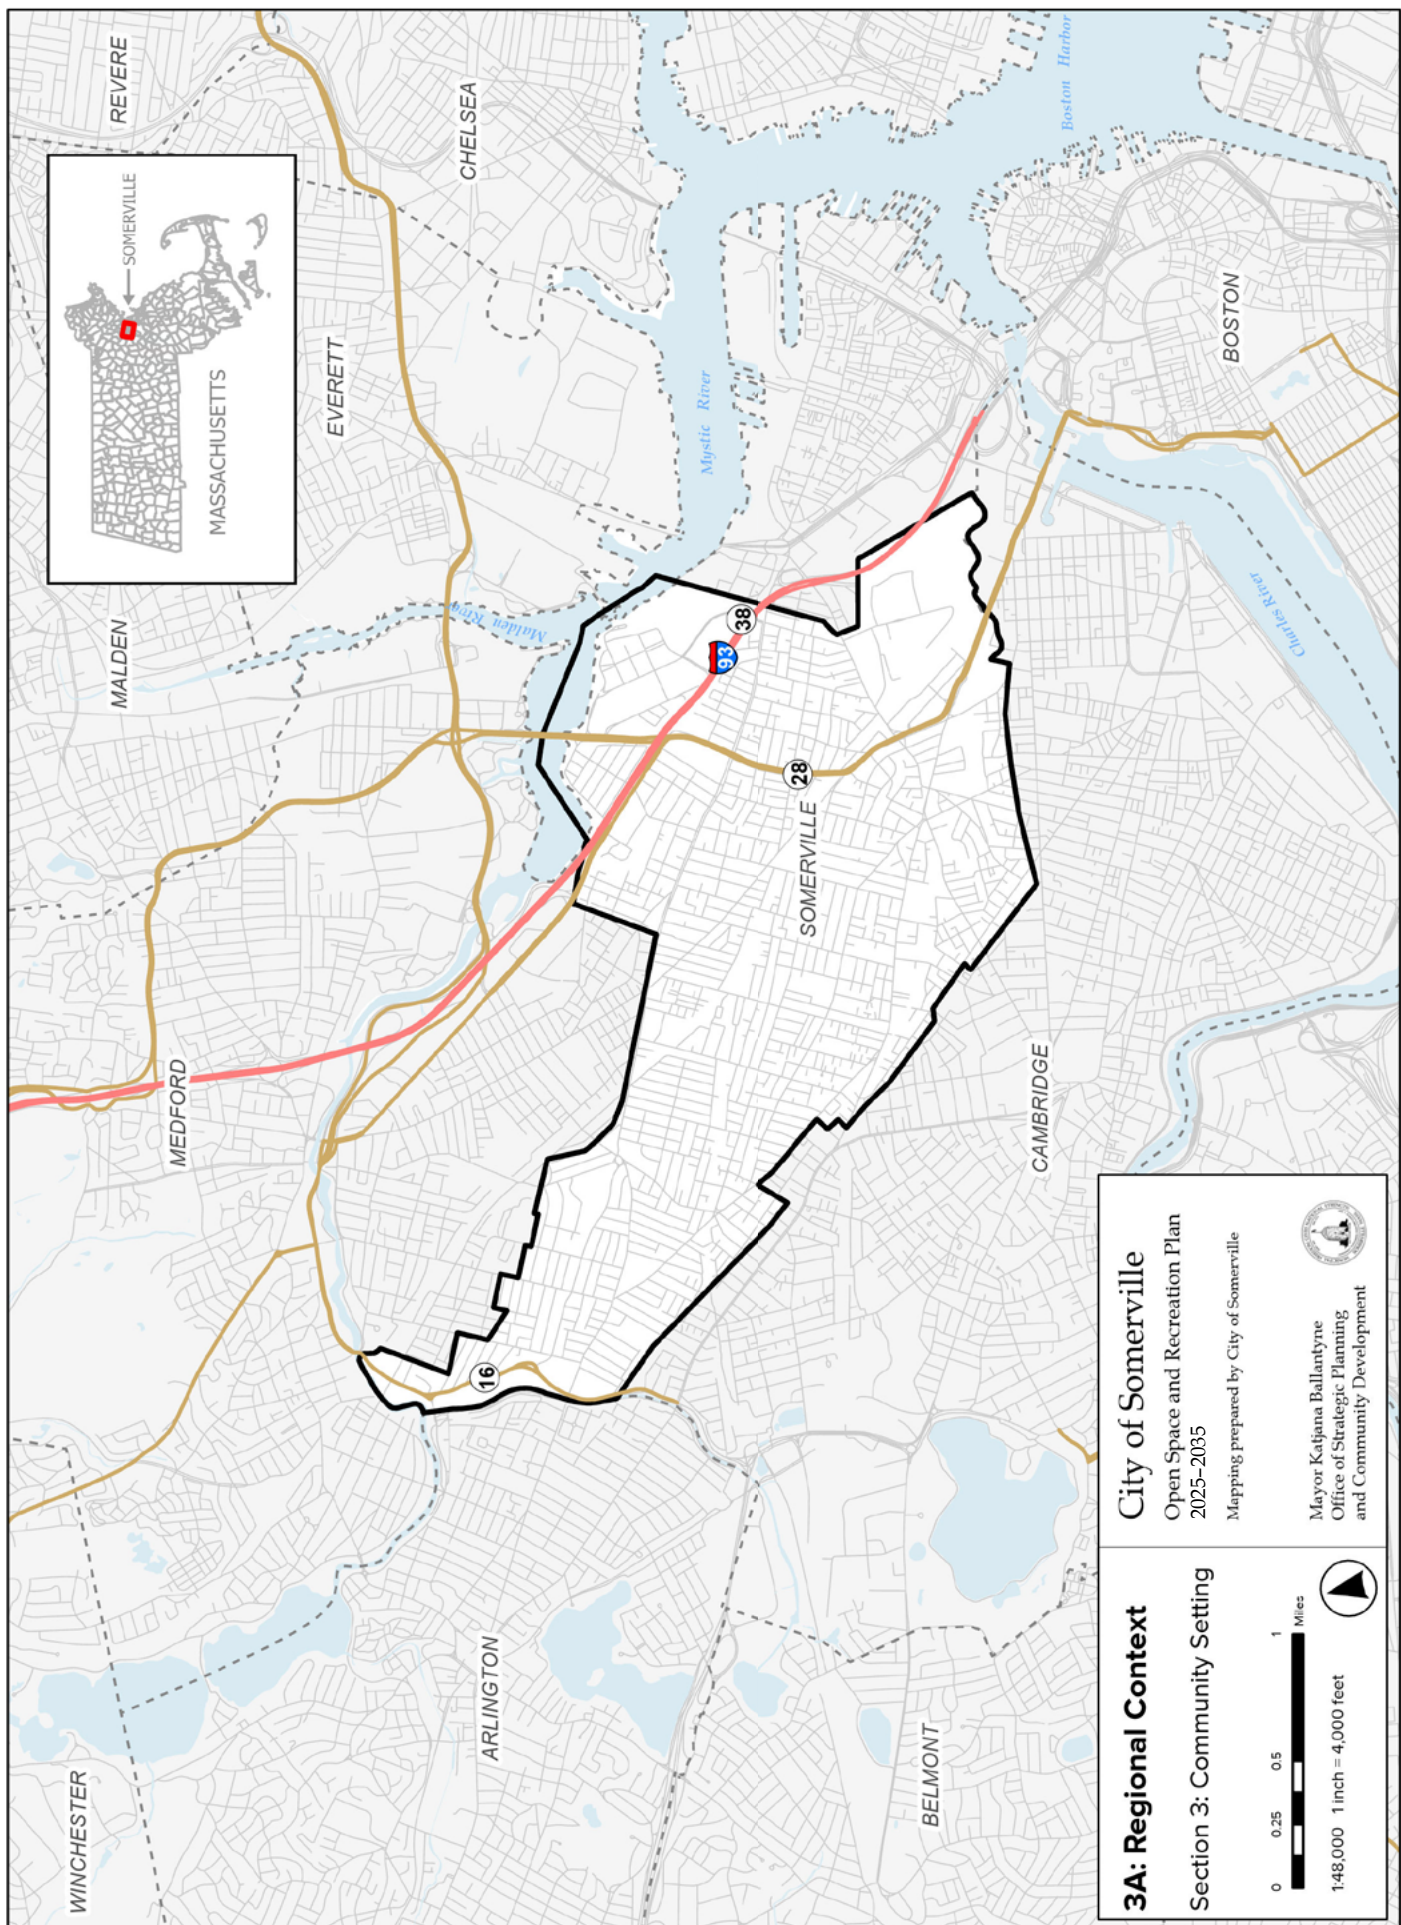 WINCHESTER
MEDFORD
MALDEN
REVERE
EVERETT
CHELSEA
ARLINGTON
BELMONT
CAMBRIDGE
SOMERVILLE
BOSTON
Malden River
Mystic River
Boston Harbor
Charles River
16
28
93
38
SOMERVILLE
MASSACHUSETTS
3A: Regional Context
Section 3: Community Setting
0 0.25 0.5 1
Miles
1:48,000 1 inch = 4,000 feet
City of Somerville
Open Space and Recreation Plan
2025-2035
Mapping prepared by City of Somerville
Mayor Katjana Ballantyne
Office of Strategic Planning
and Community Development